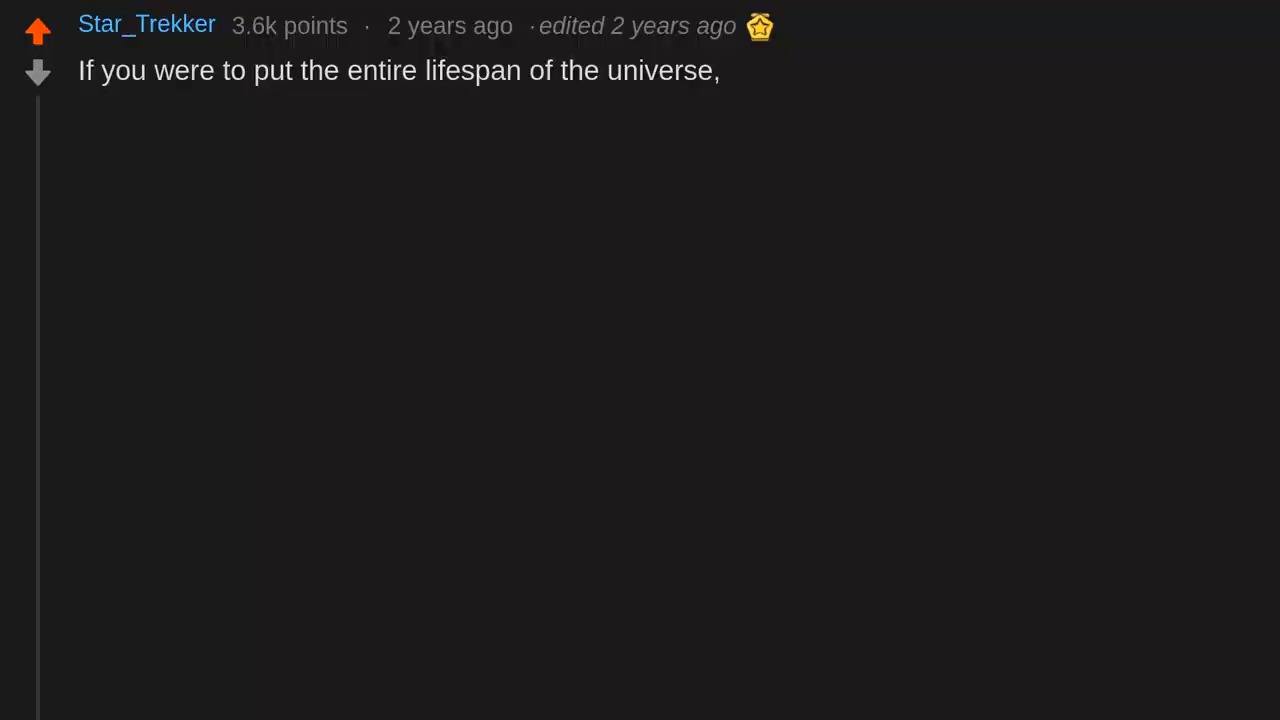 Star_Trekker 3.6k points · 2 years ago · edited 2 years ago
If you were to put the entire lifespan of the universe,